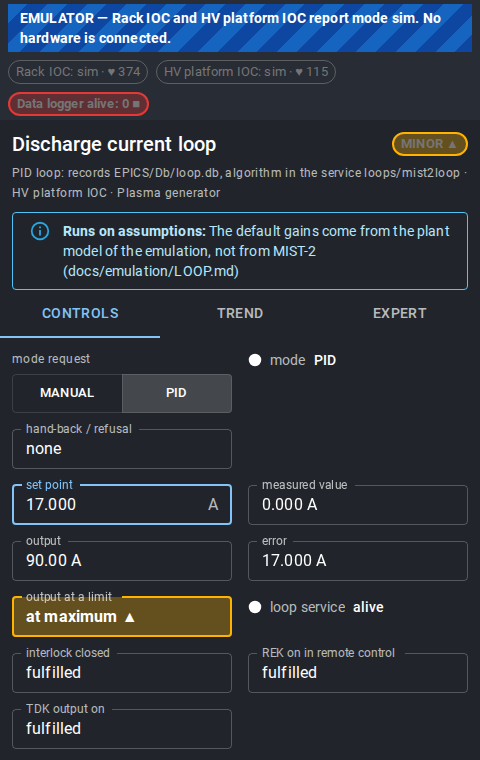 EMULATOR — Rack IOC and HV platform IOC report mode sim. No
hardware is connected.
Rack IOC: sim · ♥ 374
HV platform IOC: sim · ♥ 115
Data logger alive: 0 ■
Discharge current loop
MINOR ▲
PID loop: records EPICS/Db/loop.db, algorithm in the service loops/mist2loop ·
HV platform IOC · Plasma generator
Runs on assumptions: The default gains come from the plant
model of the emulation, not from MIST-2
(docs/emulation/LOOP.md)
CONTROLS
TREND
EXPERT
mode request
mode PID
MANUAL
PID
hand-back / refusal
none
set point
17.000 A
measured value
0.000 A
output
90.00 A
error
17.000 A
output at a limit
at maximum ▲
loop service alive
interlock closed
fulfilled
REK on in remote control
fulfilled
TDK output on
fulfilled